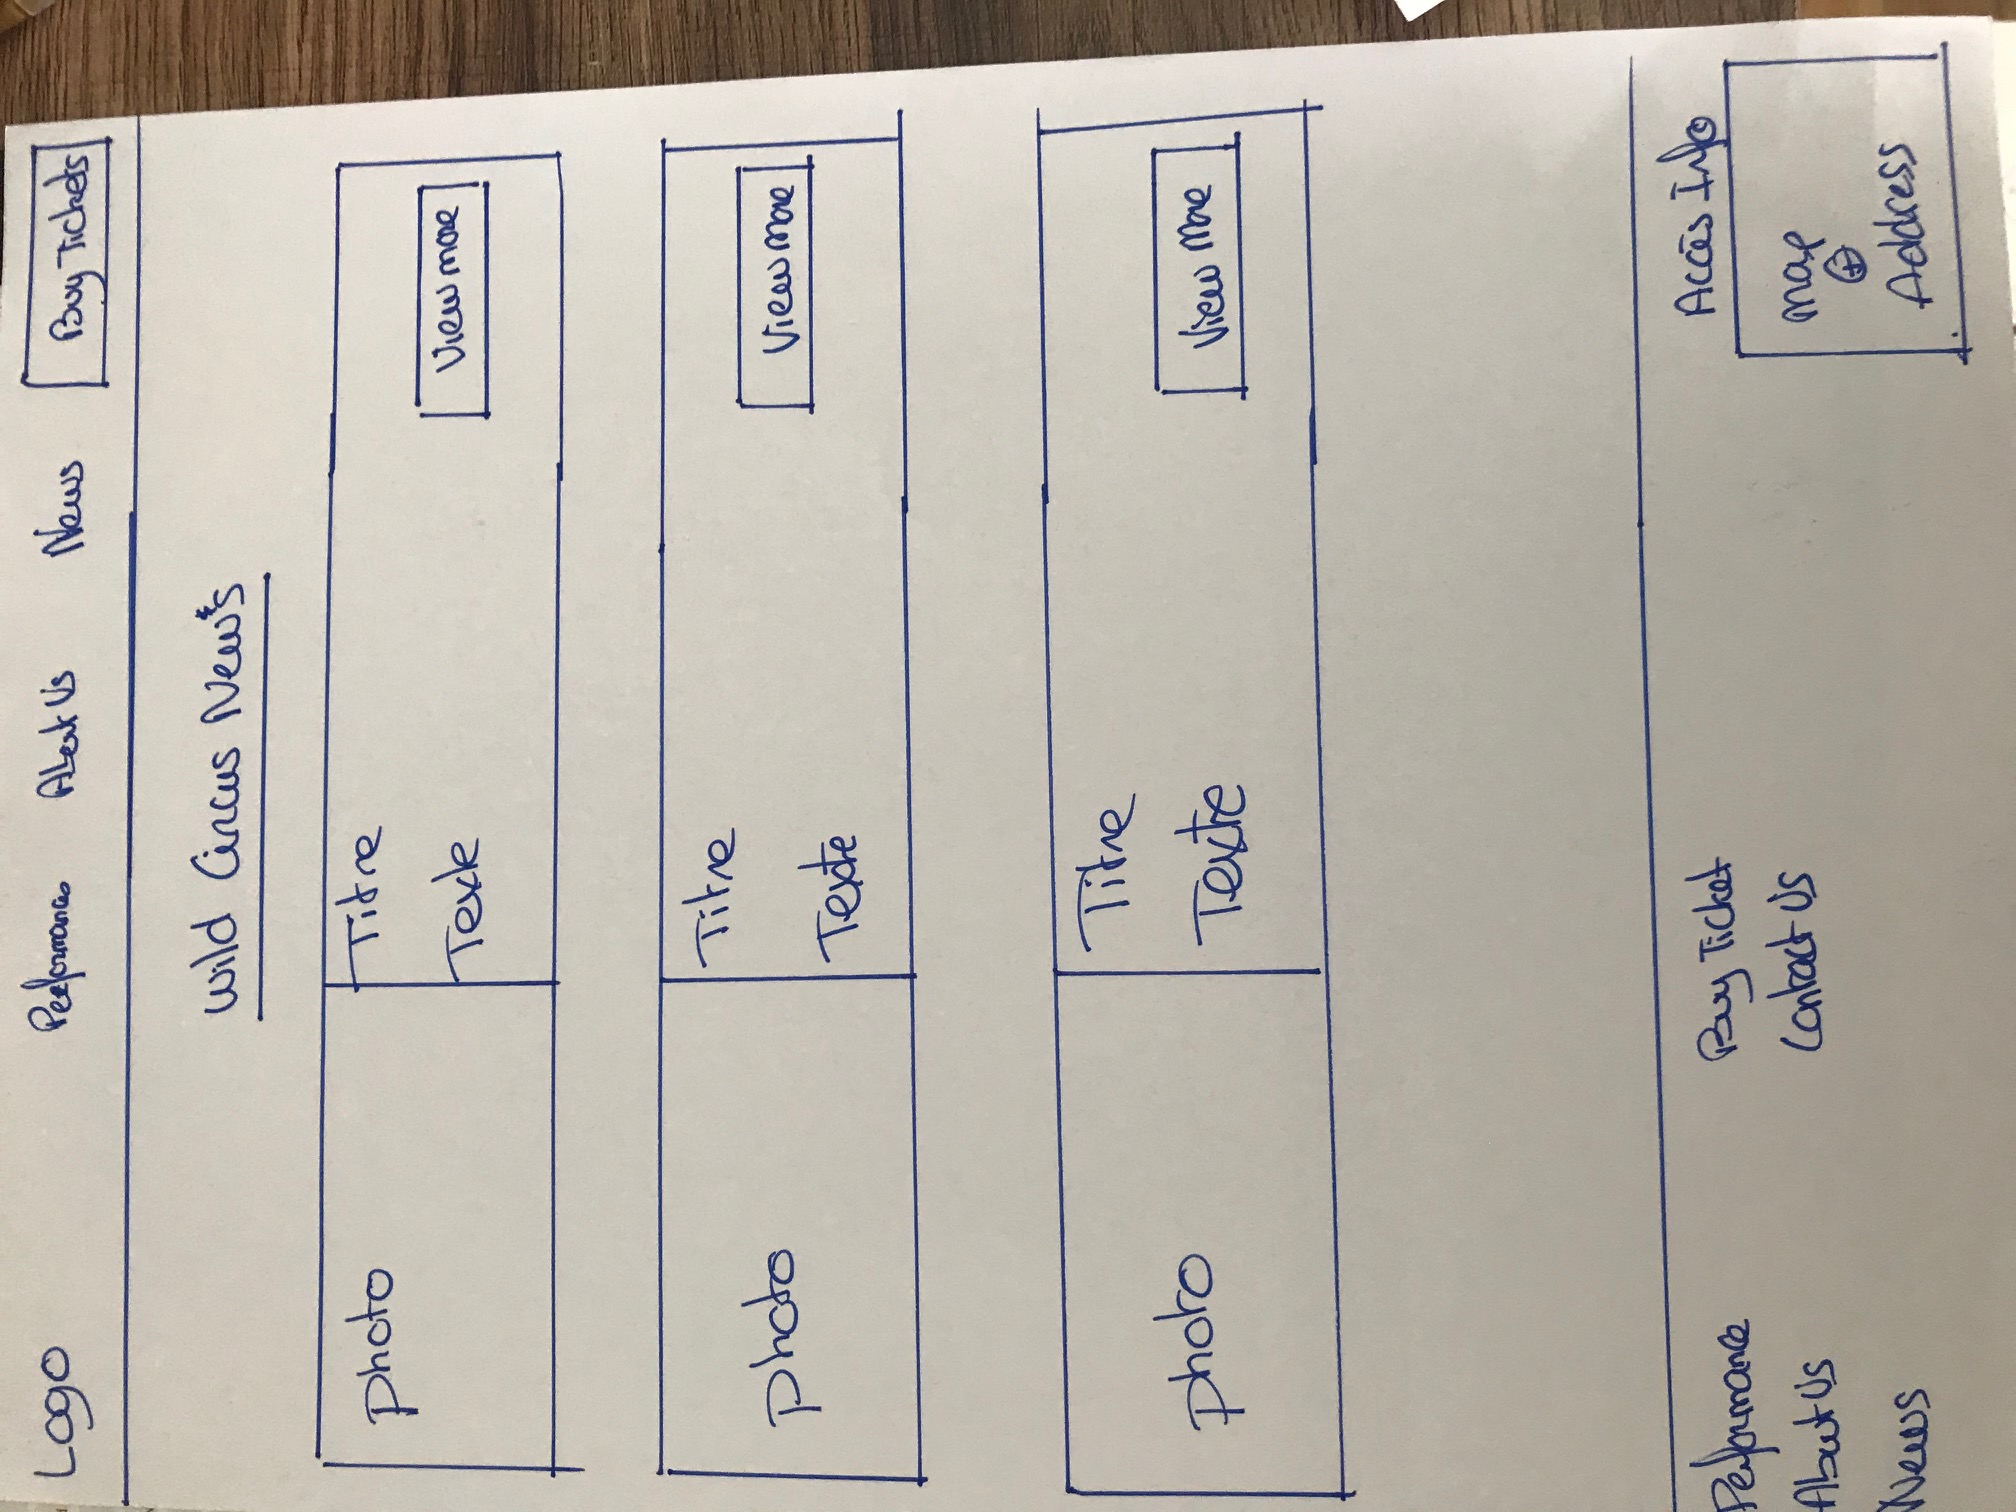 Logo Performances About Us News Buy Tickets
Wild Circus New's
photo
Titre
Texte
View more
photo
Titre
Texte
View more
photo
Titre
Texte
View More
Performance
About Us
News
Buy Ticket
Contact Us
Accès Info
Map
+
Address